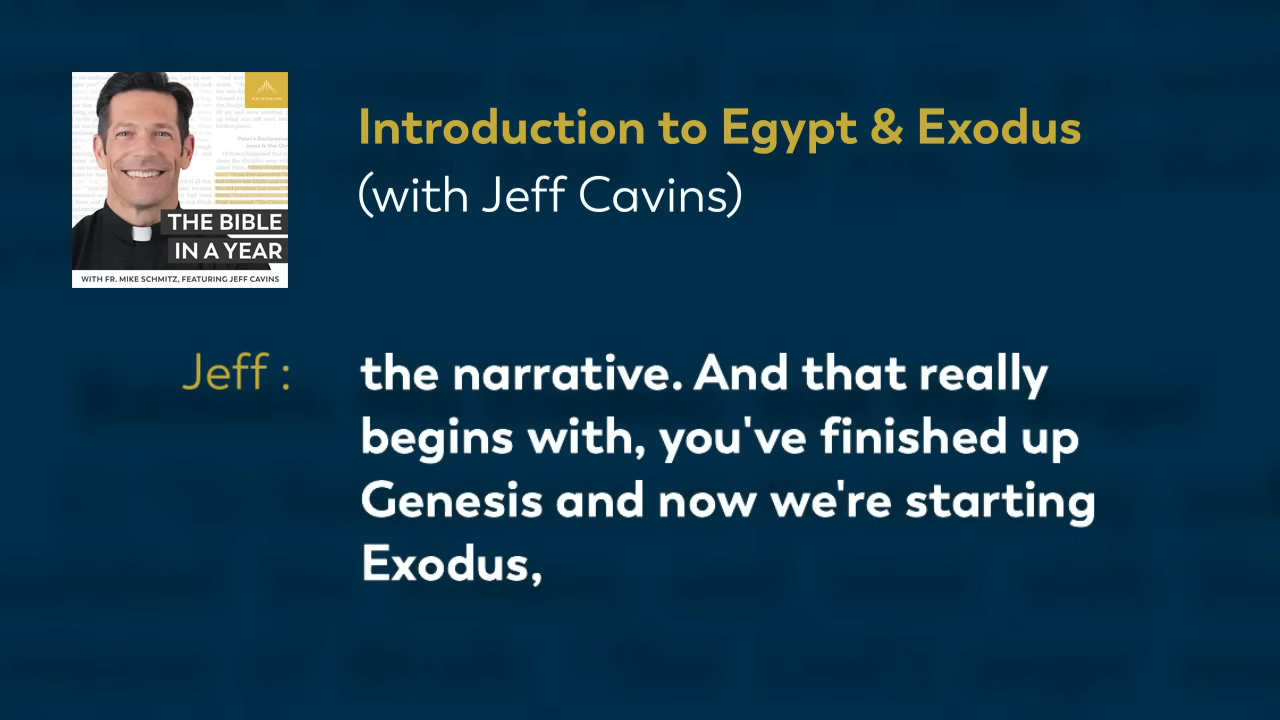 ASCENSION
THE BIBLE
IN A YEAR
WITH FR. MIKE SCHMITZ, FEATURING JEFF CAVINS
Introduction to Egypt & Exodus
(with Jeff Cavins)
Jeff :
the narrative. And that really
begins with, you've finished up
Genesis and now we're starting
Exodus,